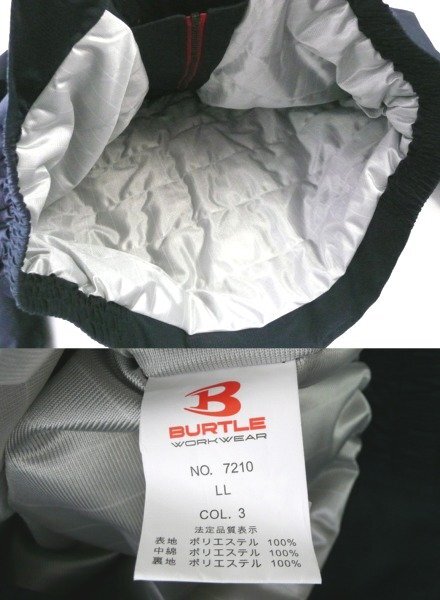 BURTLE
WORKWEAR
NO. 7210
LL
COL. 3
法定品質表示
表地 ポリエステル 100%
中綿 ポリエステル 100%
裏地 ポリエステル 100%